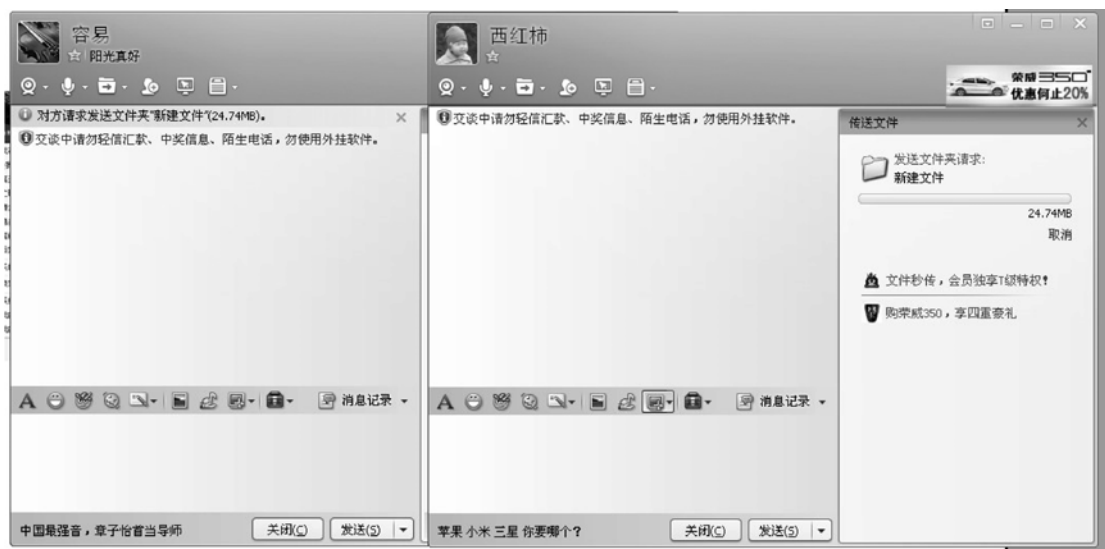 容易
阳光真好
对方请求发送文件夹"新建文件"(24.74MB)。
交谈中请勿轻信汇款、中奖信息、陌生电话，勿使用外挂软件。
消息记录
中国最强音，章子怡首当导师
关闭(C)
发送(S)
西红柿
荣威350
优惠何止20%
交谈中请勿轻信汇款、中奖信息、陌生电话，勿使用外挂软件。
传送文件
发送文件夹请求:
新建文件
24.74MB
取消
文件秒传，会员独享T级特权!
购荣威350，享四重豪礼
消息记录
苹果 小米 三星 你要哪个?
关闭(C)
发送(S)